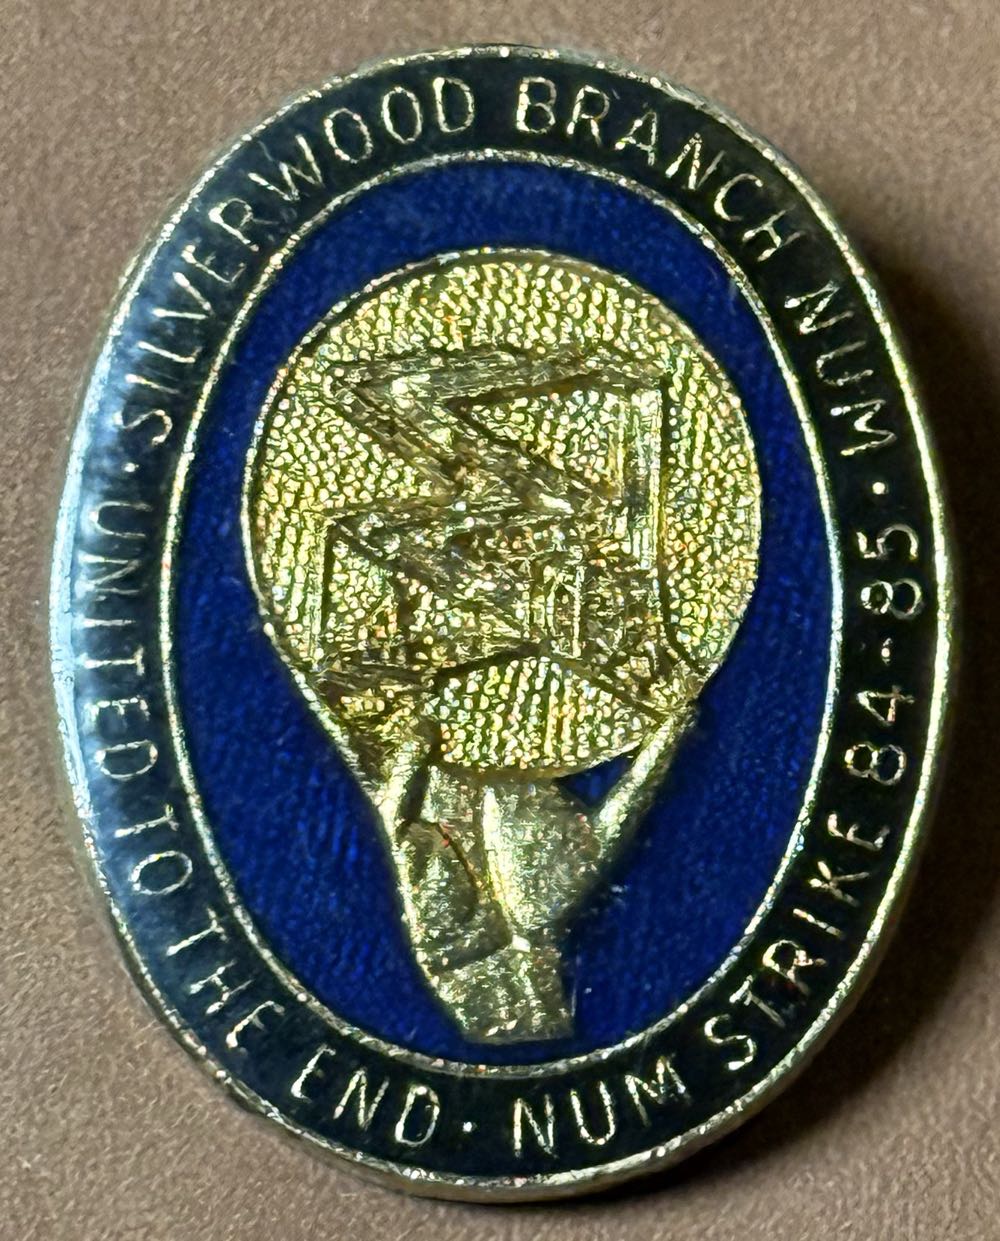 SILVERWOOD BRANCH NUM ·
NUM STRIKE 84-85 ·
UNITED TO THE END ·